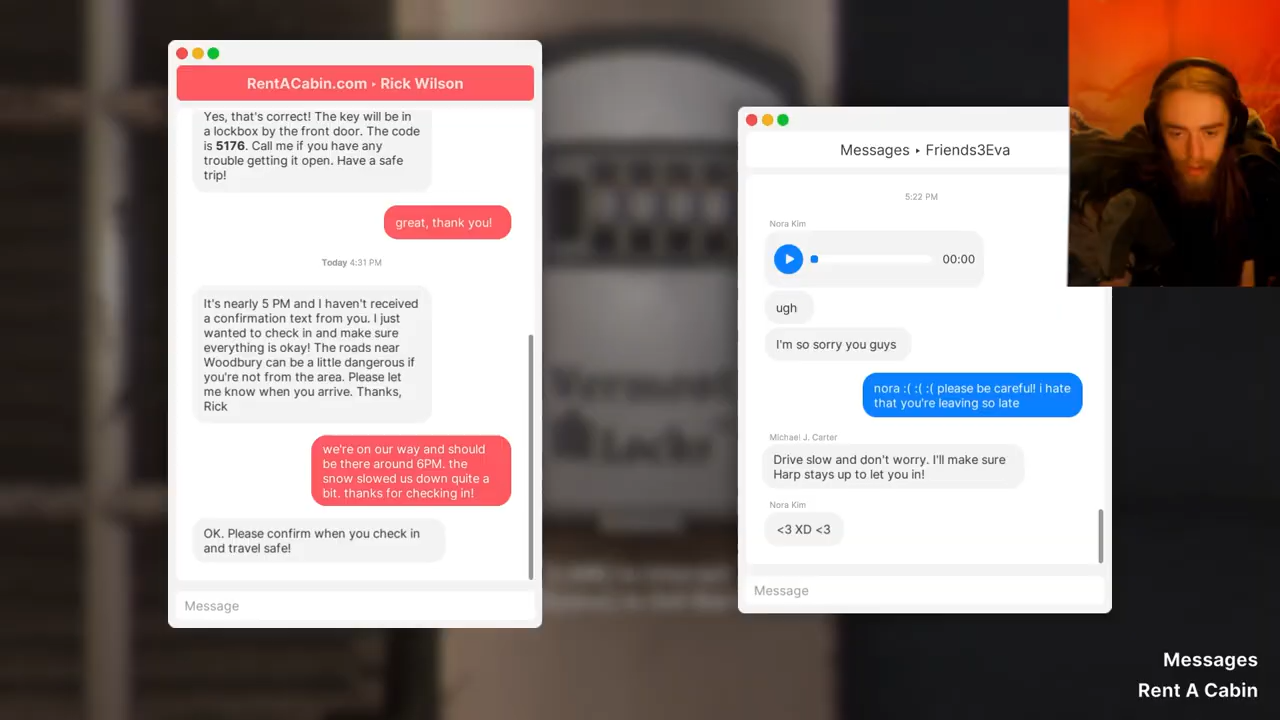 RentACabin.com ▸ Rick Wilson
Yes, that's correct! The key will be in
a lockbox by the front door. The code
is 5176. Call me if you have any
trouble getting it open. Have a safe
trip!
great, thank you!
Today 4:31 PM
It's nearly 5 PM and I haven't received
a confirmation text from you. I just
wanted to check in and make sure
everything is okay! The roads near
Woodbury can be a little dangerous if
you're not from the area. Please let
me know when you arrive. Thanks,
Rick
we're on our way and should
be there around 6PM. the
snow slowed us down quite a
bit. thanks for checking in!
OK. Please confirm when you check in
and travel safe!
Message
Messages ▸ Friends3Eva
5:22 PM
Nora Kim
00:00
ugh
I'm so sorry you guys
nora :( :( :( please be careful! i hate
that you're leaving so late
Michael J. Carter
Drive slow and don't worry. I'll make sure
Harp stays up to let you in!
Nora Kim
<3 XD <3
Message
Vermont
Locks
Messages
Rent A Cabin